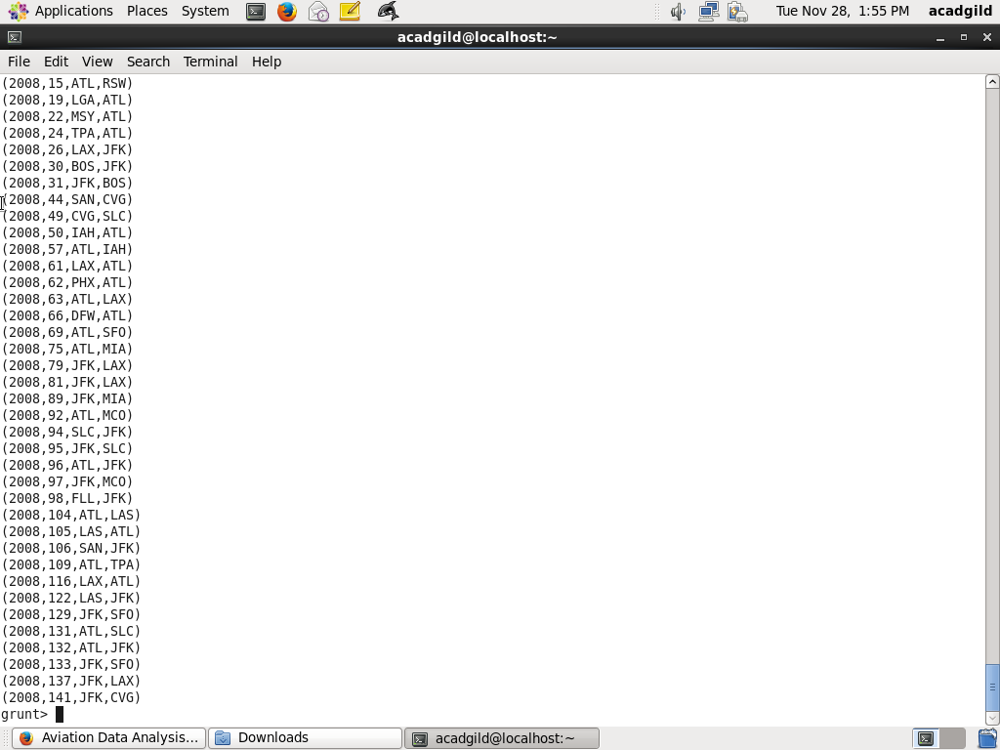 Applications Places System Tue Nov 28, 1:55 PM acadgild
acadgild@localhost:~
File Edit View Search Terminal Help
(2008,15,ATL,RSW)
(2008,19,LGA,ATL)
(2008,22,MSY,ATL)
(2008,24,TPA,ATL)
(2008,26,LAX,JFK)
(2008,30,BOS,JFK)
(2008,31,JFK,BOS)
(2008,44,SAN,CVG)
(2008,49,CVG,SLC)
(2008,50,IAH,ATL)
(2008,57,ATL,IAH)
(2008,61,LAX,ATL)
(2008,62,PHX,ATL)
(2008,63,ATL,LAX)
(2008,66,DFW,ATL)
(2008,69,ATL,SFO)
(2008,75,ATL,MIA)
(2008,79,JFK,LAX)
(2008,81,JFK,LAX)
(2008,89,JFK,MIA)
(2008,92,ATL,MCO)
(2008,94,SLC,JFK)
(2008,95,JFK,SLC)
(2008,96,ATL,JFK)
(2008,97,JFK,MCO)
(2008,98,FLL,JFK)
(2008,104,ATL,LAS)
(2008,105,LAS,ATL)
(2008,106,SAN,JFK)
(2008,109,ATL,TPA)
(2008,116,LAX,ATL)
(2008,122,LAS,JFK)
(2008,129,JFK,SFO)
(2008,131,ATL,SLC)
(2008,132,ATL,JFK)
(2008,133,JFK,SFO)
(2008,137,JFK,LAX)
(2008,141,JFK,CVG)
grunt>
Aviation Data Analysis... Downloads acadgild@localhost:~